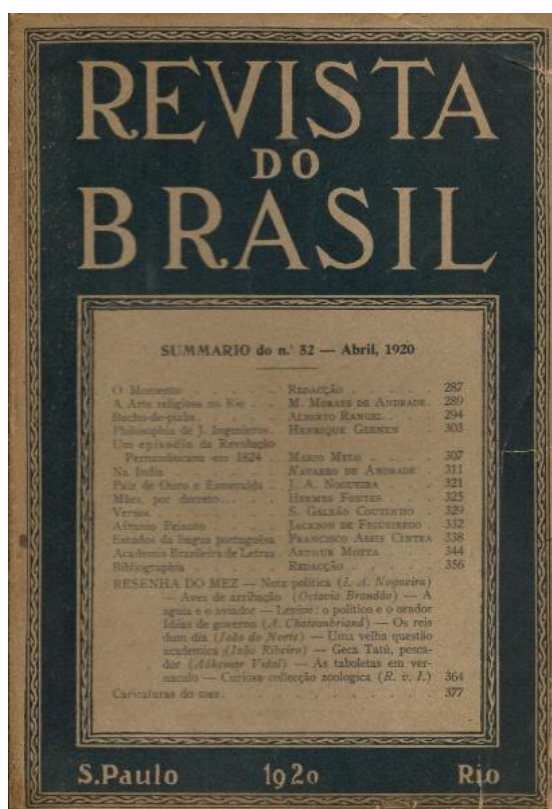 REVISTA
DO
BRASIL
SUMMARIO do n.º 52 — Abril, 1920
O Momento . . . . . REDACÇÃO . . . . . 287
A Arte religiosa no Rio . . M. MORAES DE ANDRADE. 289
Bucho-de-piaba . . . . ALBERTO RANGEL . . 294
Philosophia de J. Ingenieros. HENRIQUE GEENEN . . 303
Um episodio da Revolução
Pernambucana em 1824 MARIO MELO . . . . 307
Na India . . . . . NAVARRO DE ANDRADE . 311
Paiz de Ouro e Esmeralda . J. A. NOGUEIRA . . . 321
Mães, por decreto... . . HERMES FONTES . . . 325
Versos . . . . . S. GALEÃO COUTINHO . 329
Afranio Peixoto . . . JACKSON DE FIGUEIREDO . 332
Estudos da lingua portuguêsa FRANCISCO ASSIS CINTRA 338
Academia Brasileira de Letras ARTHUR MOTTA . . . 344
Bibliographia . . . . REDACÇÃO . . . . 356
RESENHA DO MEZ — Nota politica (J. A. Nogueira)
— Aves de arribação (Octavio Brandão) — A
aguia e o aviador — Lenine: o politico e o orador
Idéas de governo (A. Chateaubriand) — Os reis
dum dia (João do Norte) — Uma velha questão
academica (João Ribeiro) — Geca Tatú, pesca-
dor (Adhemar Vidal) — As taboletas em ver-
naculo — Curiosa collecção zoologica (R. v. I.) 364
Caricaturas do mez . . . . . . . . 377
S.Paulo 1920 Rio